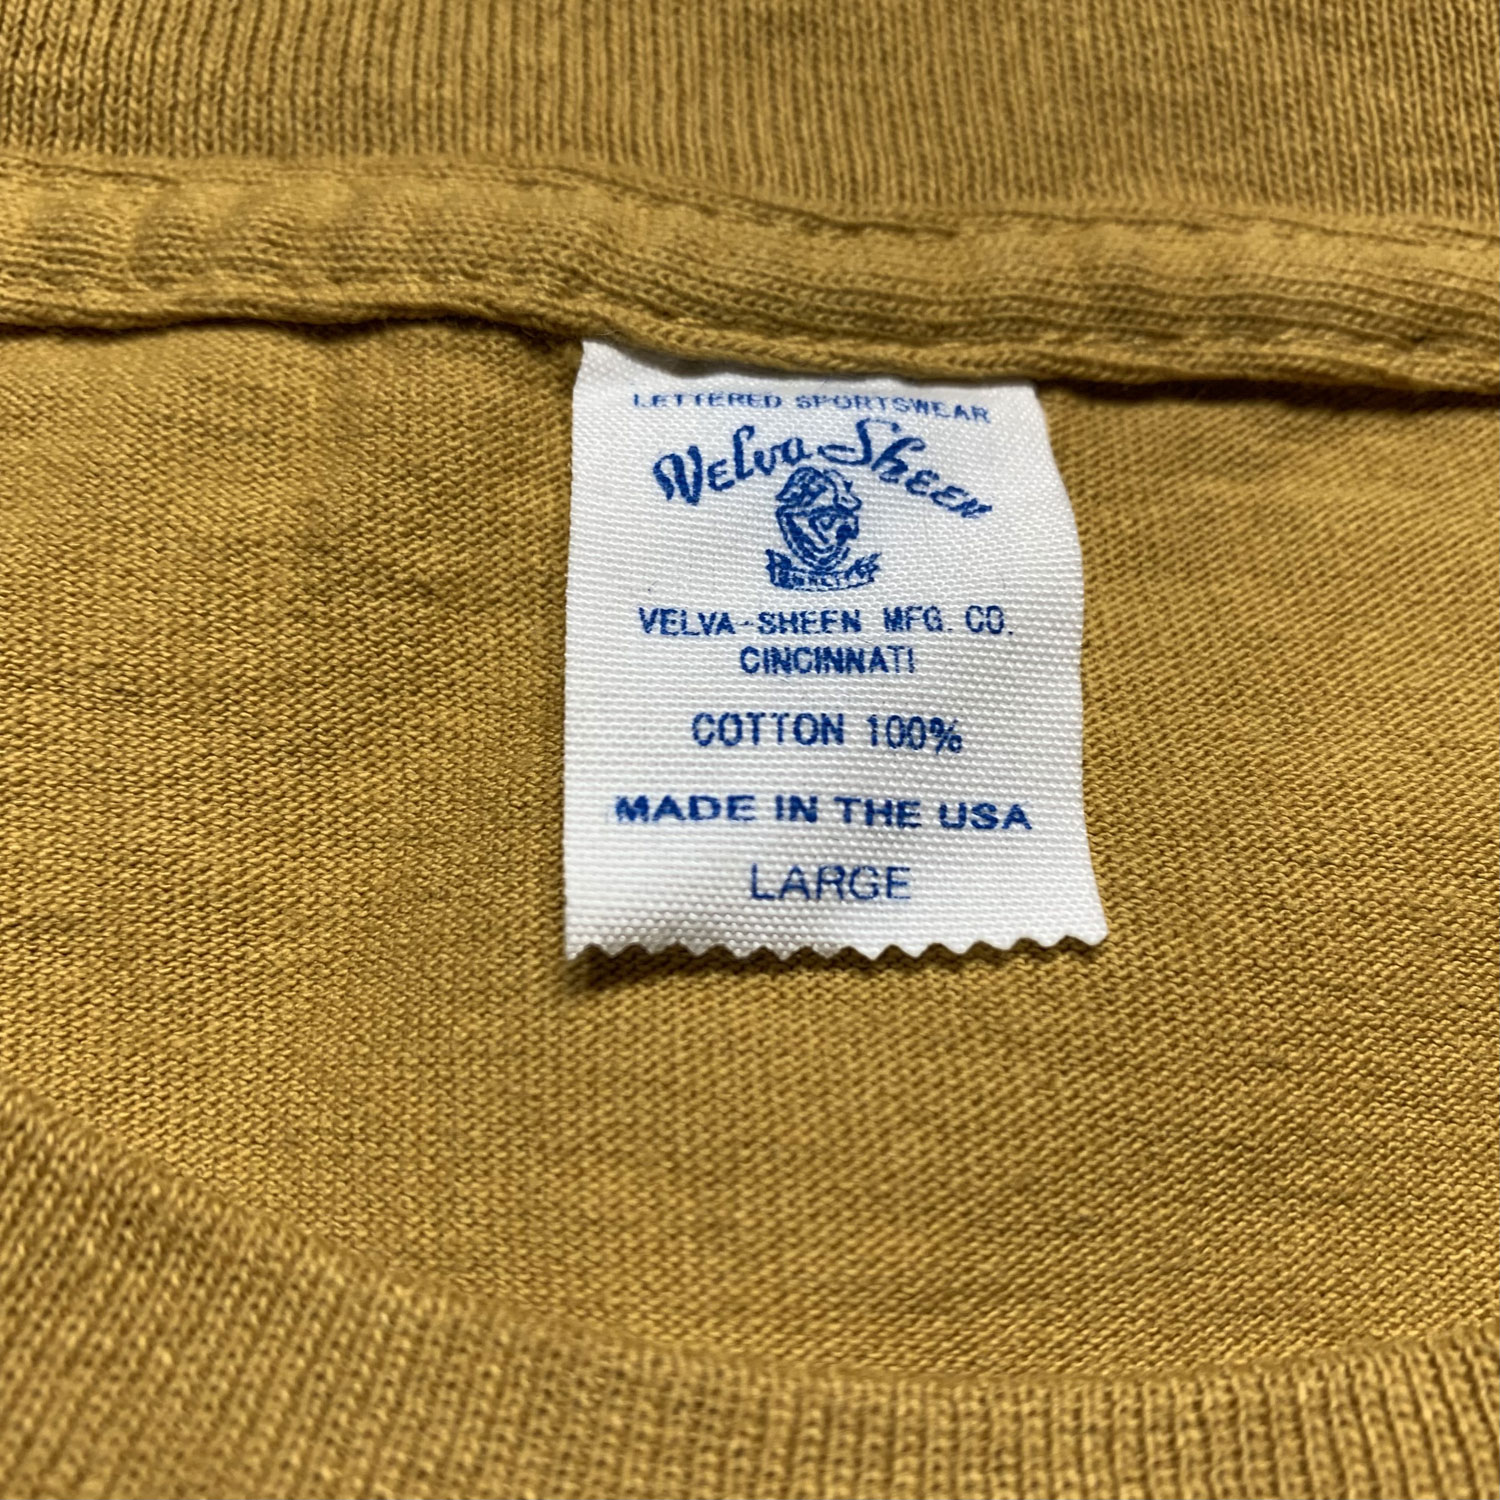 LETTERED SPORTSWEAR
Velva Sheen
VELVA-SHEEN MFG. CO.
CINCINNATI
COTTON 100%
MADE IN THE USA
LARGE